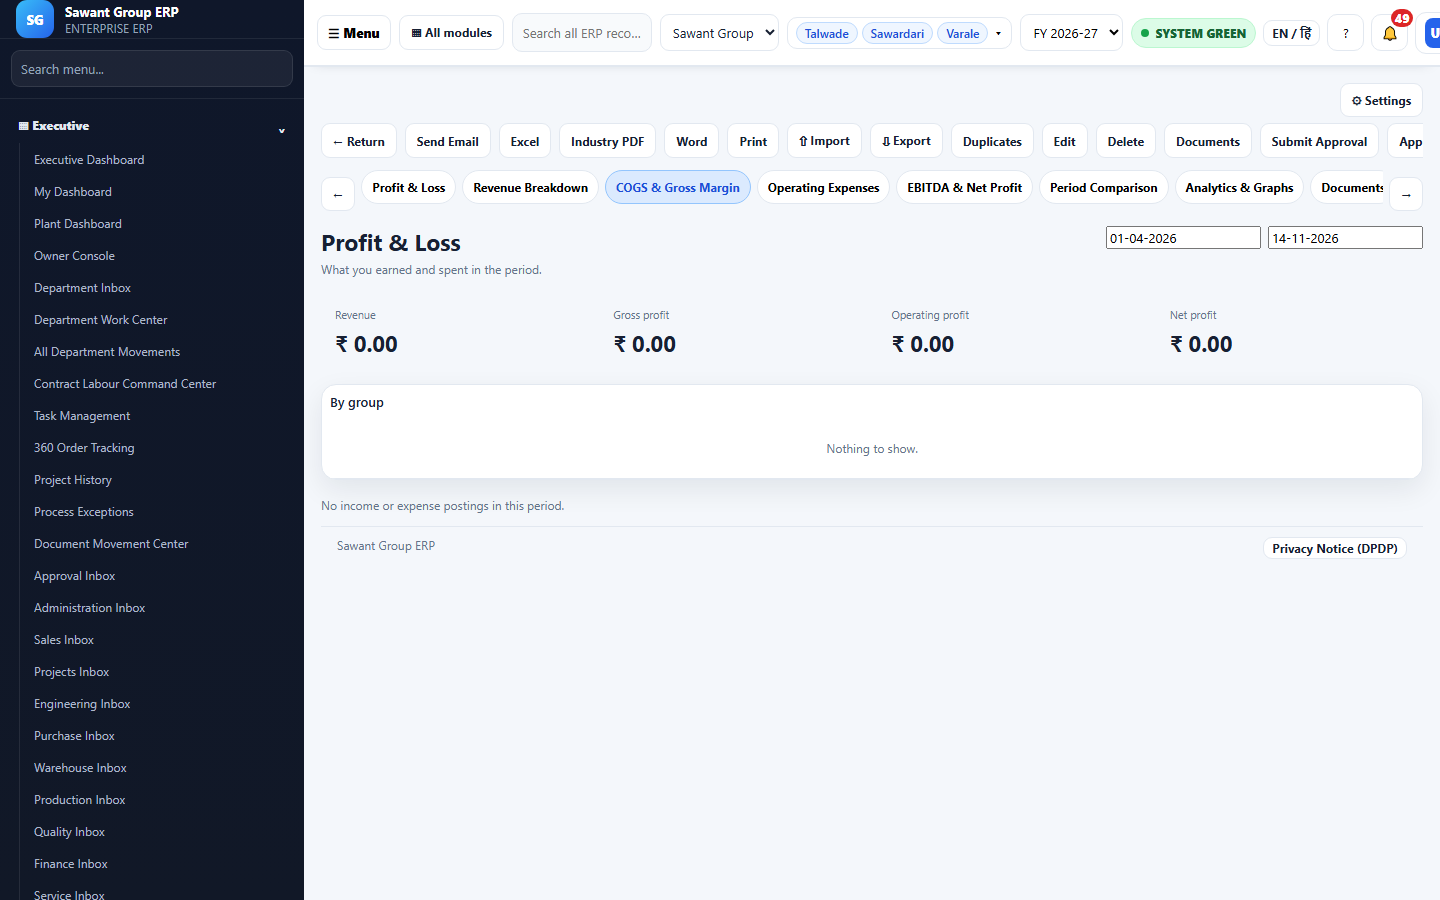 SG
Sawant Group ERP
ENTERPRISE ERP
Search menu...
Executive
Executive Dashboard
My Dashboard
Plant Dashboard
Owner Console
Department Inbox
Department Work Center
All Department Movements
Contract Labour Command Center
Task Management
360 Order Tracking
Project History
Process Exceptions
Document Movement Center
Approval Inbox
Administration Inbox
Sales Inbox
Projects Inbox
Engineering Inbox
Purchase Inbox
Warehouse Inbox
Production Inbox
Quality Inbox
Finance Inbox
Service Inbox
☰ Menu
All modules
Search all ERP reco...
Sawant Group
Talwade Sawardari Varale
FY 2026-27
SYSTEM GREEN
EN / हिं
?
49
U
⚙ Settings
← Return
Send Email
Excel
Industry PDF
Word
Print
⇧ Import
⇩ Export
Duplicates
Edit
Delete
Documents
Submit Approval
App
←
Profit & Loss
Revenue Breakdown
COGS & Gross Margin
Operating Expenses
EBITDA & Net Profit
Period Comparison
Analytics & Graphs
Documents
→
Profit & Loss
01-04-2026
14-11-2026
What you earned and spent in the period.
Revenue
₹ 0.00
Gross profit
₹ 0.00
Operating profit
₹ 0.00
Net profit
₹ 0.00
By group
Nothing to show.
No income or expense postings in this period.
Sawant Group ERP
Privacy Notice (DPDP)